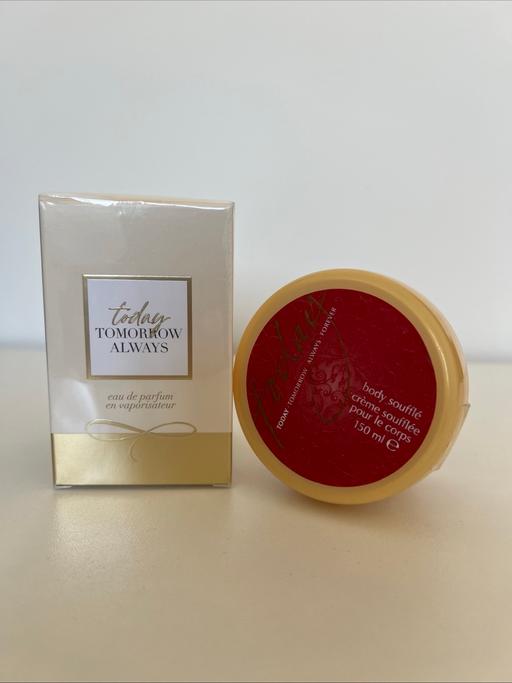 today
TOMORROW
ALWAYS
eau de parfum
en vaporisateur
Today
TODAY TOMORROW ALWAYS FOREVER
body soufflé
crème soufflée
pour le corps
150 ml e